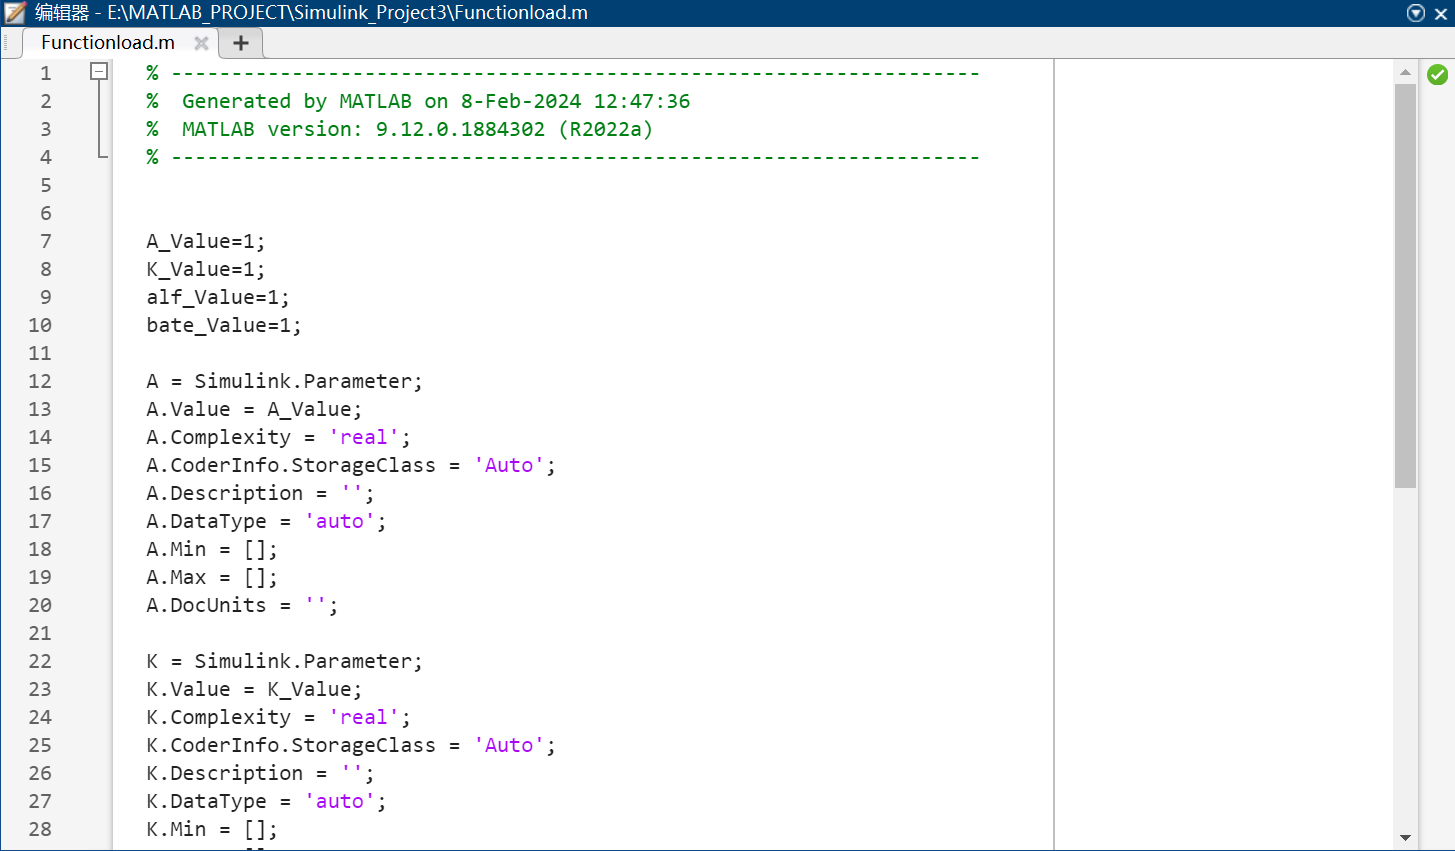 编辑器 - E:\MATLAB_PROJECT\Simulink_Project3\Functionload.m
Functionload.m
1 % -------------------------------------------------------------------
2 %  Generated by MATLAB on 8-Feb-2024 12:47:36
3 %  MATLAB version: 9.12.0.1884302 (R2022a)
4 % -------------------------------------------------------------------
5
6
7 A_Value=1;
8 K_Value=1;
9 alf_Value=1;
10 bate_Value=1;
11
12 A = Simulink.Parameter;
13 A.Value = A_Value;
14 A.Complexity = 'real';
15 A.CoderInfo.StorageClass = 'Auto';
16 A.Description = '';
17 A.DataType = 'auto';
18 A.Min = [];
19 A.Max = [];
20 A.DocUnits = '';
21
22 K = Simulink.Parameter;
23 K.Value = K_Value;
24 K.Complexity = 'real';
25 K.CoderInfo.StorageClass = 'Auto';
26 K.Description = '';
27 K.DataType = 'auto';
28 K.Min = [];